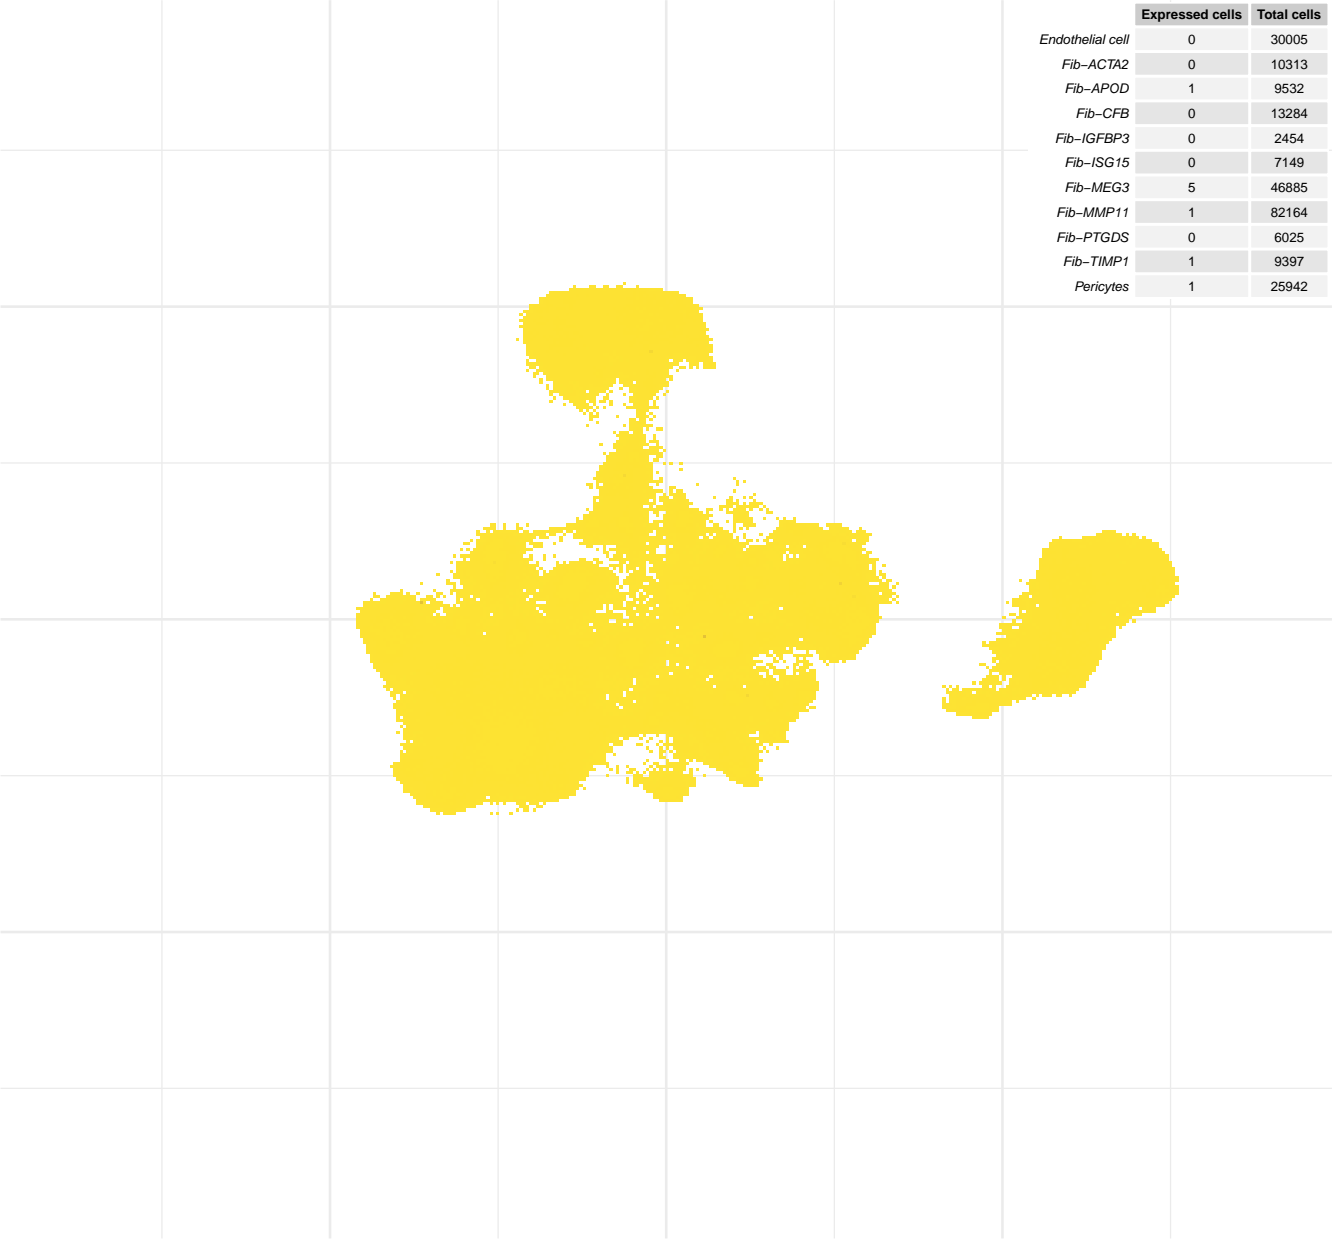 Expressed cells Total cells
Endothelial cell 0 30005
Fib−ACTA2 0 10313
Fib−APOD 1 9532
Fib−CFB 0 13284
Fib−IGFBP3 0 2454
Fib−ISG15 0 7149
Fib−MEG3 5 46885
Fib−MMP11 1 82164
Fib−PTGDS 0 6025
Fib−TIMP1 1 9397
Pericytes 1 25942